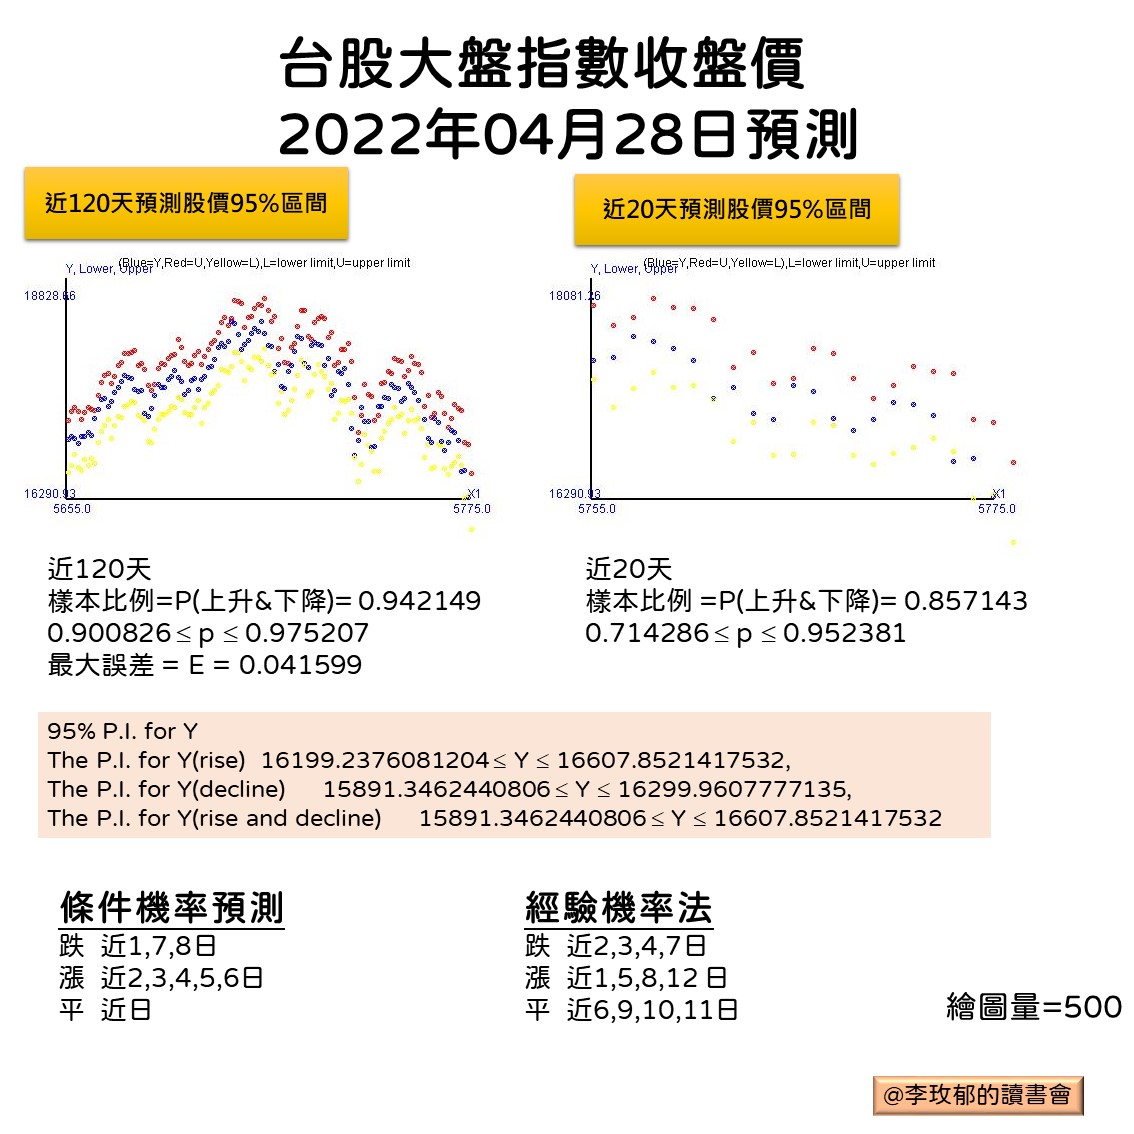 台股大盤指數收盤價
2022年04月28日預測
近120天預測股價95%區間
近20天預測股價95%區間
Y, Lower, Upper
(Blue=Y,Red=U,Yellow=L),L=lower limit,U=upper limit
18828.66
16290.93
X1
5655.0
5775.0
Y, Lower, Upper
(Blue=Y,Red=U,Yellow=L),L=lower limit,U=upper limit
18081.26
16290.93
X1
5755.0
5775.0
近120天
樣本比例=P(上升&下降)= 0.942149
0.900826 ≤ p ≤ 0.975207
最大誤差 = E = 0.041599
近20天
樣本比例 =P(上升&下降)= 0.857143
0.714286 ≤ p ≤ 0.952381
95% P.I. for Y
The P.I. for Y(rise) 16199.2376081204 ≤ Y ≤ 16607.8521417532,
The P.I. for Y(decline) 15891.3462440806 ≤ Y ≤ 16299.9607777135,
The P.I. for Y(rise and decline) 15891.3462440806 ≤ Y ≤ 16607.8521417532
條件機率預測
跌 近1,7,8日
漲 近2,3,4,5,6日
平 近日
經驗機率法
跌 近2,3,4,7日
漲 近1,5,8,12 日
平 近6,9,10,11日
繪圖量=500
@李玫郁的讀書會